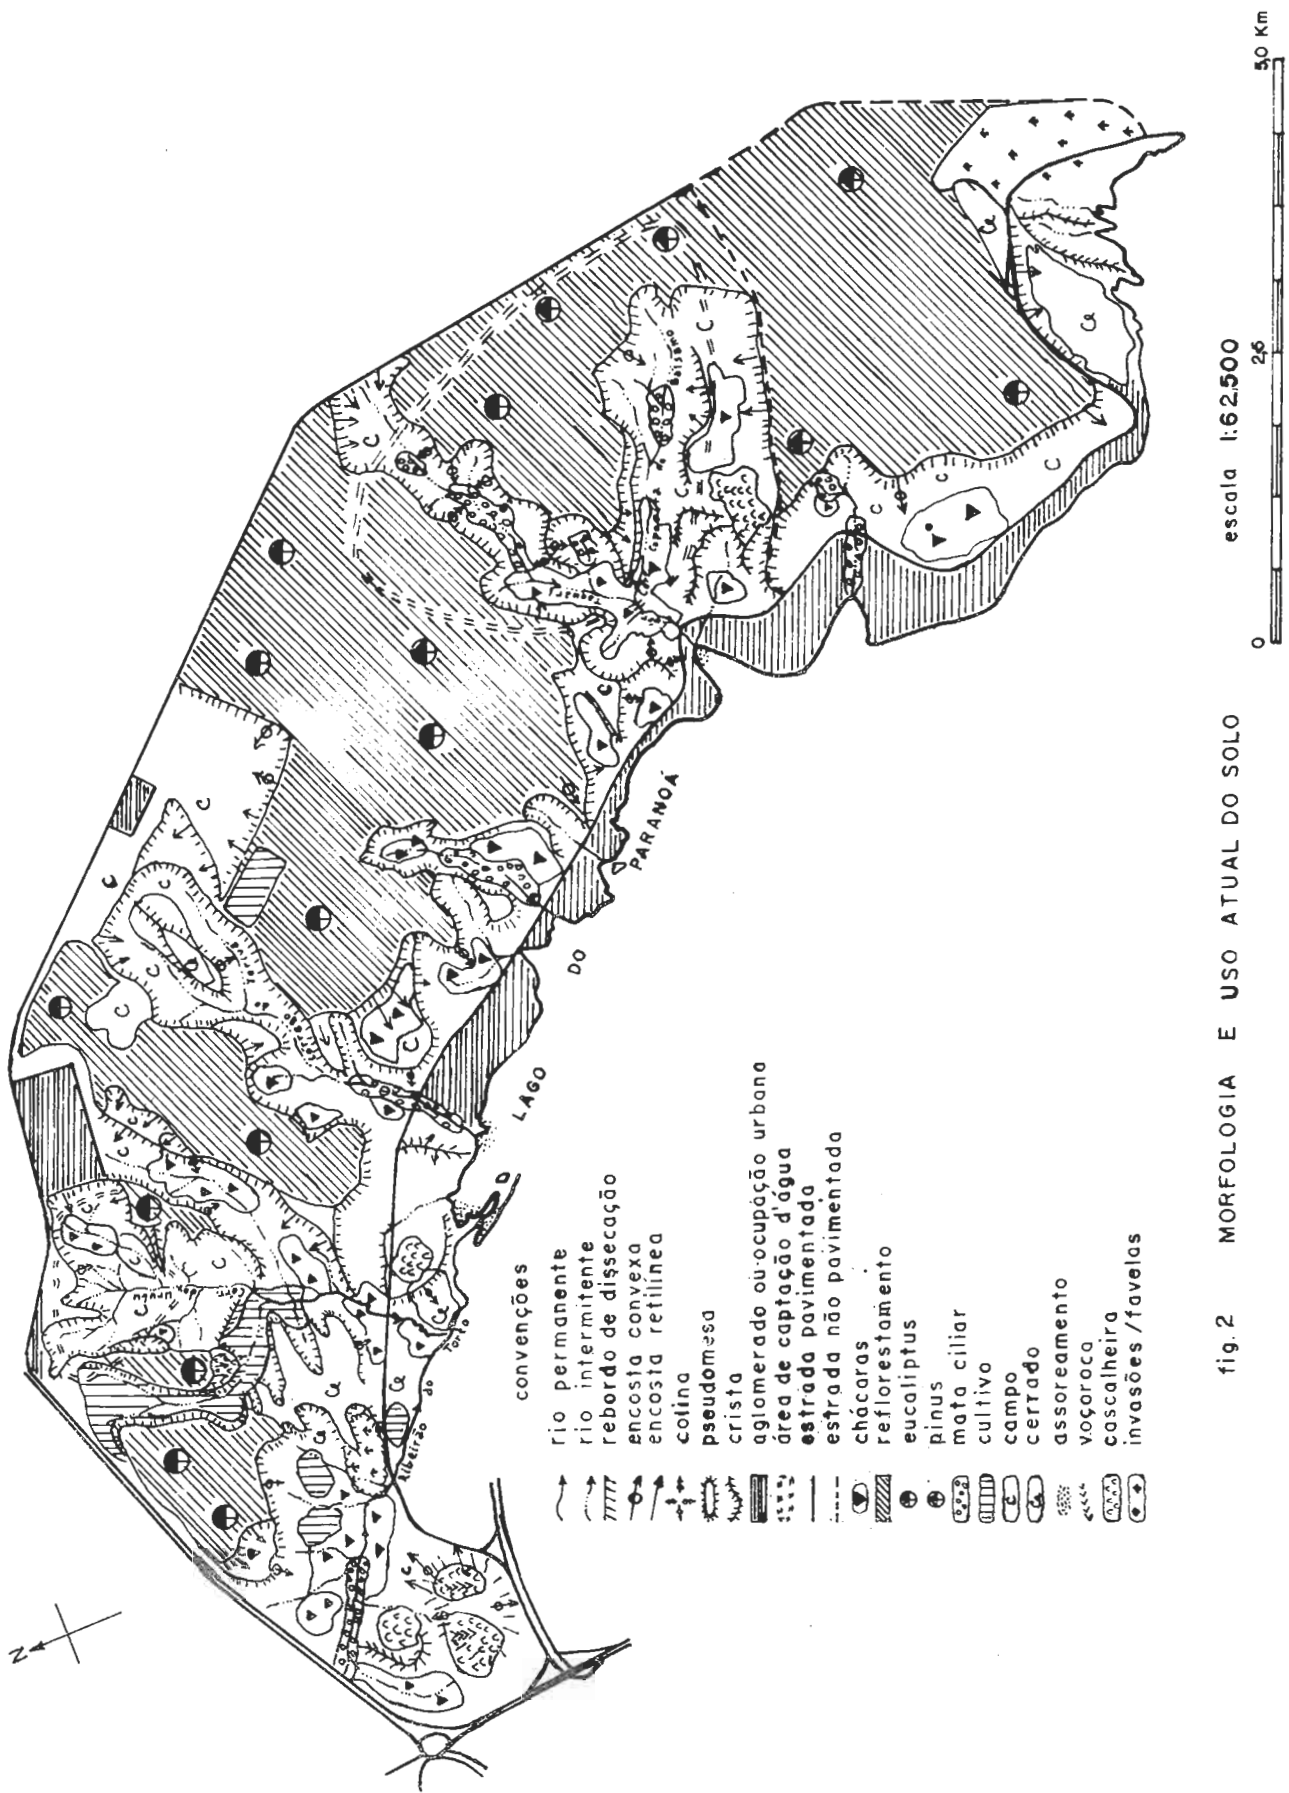 N
C
Ce
LAGO
DO
PARANOÁ
Ribeirão do Torto
convenções
rio permanente
rio intermitente
rebordo de dissecação
encosta convexa
encosta retilínea
colina
pseudomesa
crista
aglomerado ou ocupação urbana
área de captação d'água
estrada pavimentada
estrada não pavimentada
chácaras
reflorestamento
eucaliptus
pinus
mata ciliar
cultivo
campo
cerrado
assoreamento
voçoroca
cascalheira
invasões/favelas
fig. 2 MORFOLOGIA E USO ATUAL DO SOLO
escala 1:62.500
0 2,5 5,0 Km